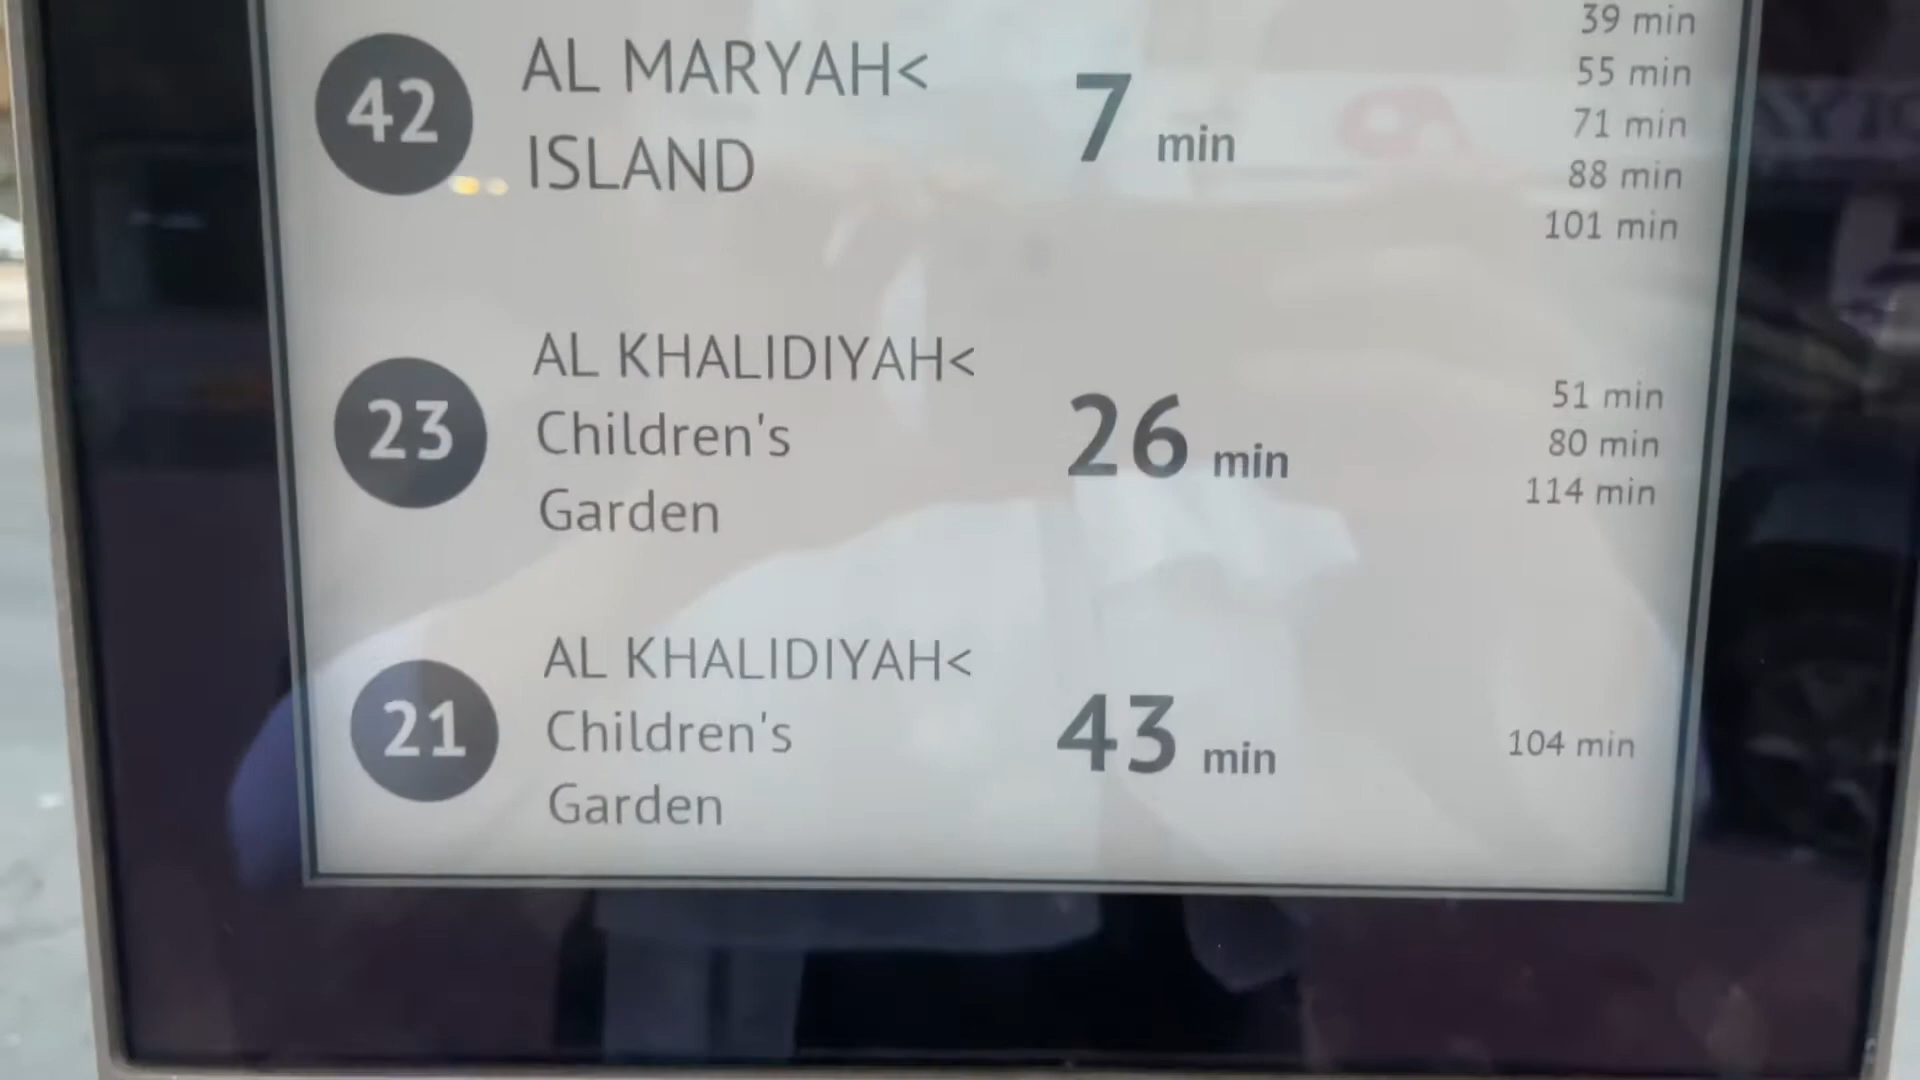 39 min
42 AL MARYAH< 7 min 55 min
ISLAND 71 min
88 min
101 min
23 AL KHALIDIYAH< 26 min 51 min
Children's 80 min
Garden 114 min
21 AL KHALIDIYAH< 43 min 104 min
Children's
Garden